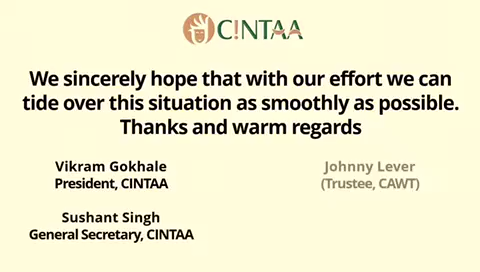 C!NTAA
We sincerely hope that with our effort we can
tide over this situation as smoothly as possible.
Thanks and warm regards
Vikram Gokhale
President, CINTAA
Johnny Lever
(Trustee, CAWT)
Sushant Singh
General Secretary, CINTAA